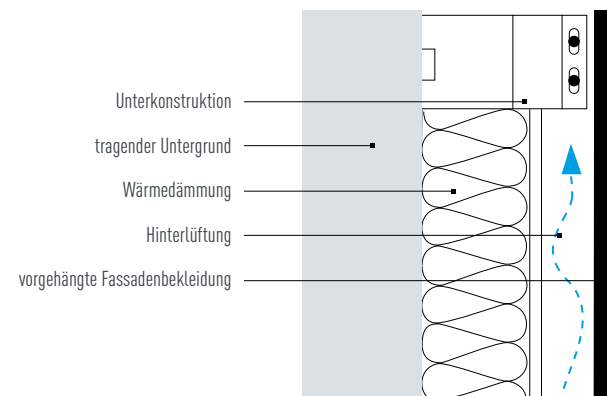 Unterkonstruktion
tragender Untergrund
Wärmedämmung
Hinterlüftung
vorgehängte Fassadenbekleidung